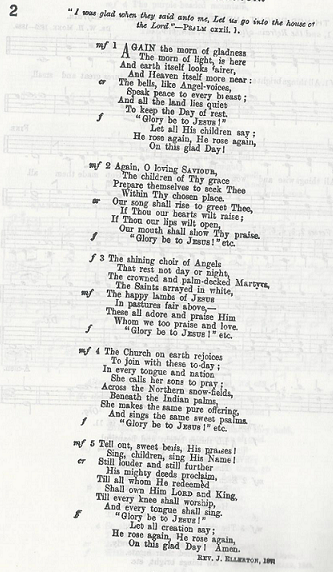 2
"I was glad when they said unto me, Let us go into the house of
the Lord"—PSALM cxxii. 1.
mf 1 AGAIN the morn of gladness
The morn of light, is here
And earth itself looks fairer,
And Heaven itself more near:
cr The bells, like Angel-voices,
Speak peace to every breast;
And all the land lies quiet
To keep the Day of rest.
f "Glory be to JESUS!"
Let all His children say;
He rose again, He rose again,
On this glad Day!
mf 2 Again, O loving SAVIOUR,
The children of Thy grace
Prepare themselves to seek Thee
Within Thy chosen place.
cr Our song shall rise to greet Thee,
If Thou our hearts wilt raise;
If Thou our lips wilt open,
Our mouth shall show Thy praise.
f "Glory be to JESUS!" etc.
f 3 The shining choir of Angels
That rest not day or night,
The crowned and palm-decked Martyrs,
The Saints arrayed in white,
mf The happy lambs of JESUS
In pastures fair above,—
These all adore and praise Him
Whom we too praise and love.
f "Glory be to JESUS!" etc.
mf 4 The Church on earth rejoices
To join with these to-day;
In every tongue and nation
She calls her sons to pray;
Across the Northern snow-fields,
Beneath the Indian palms,
She makes the same pure offering,
And sings the same sweet psalms.
f "Glory be to JESUS!" etc.
mf 5 Tell out, sweet bells, His praises!
Sing, children, sing His Name!
cr Still louder and still further
His mighty deeds proclaim,
Till all whom He redeemed
Shall own Him LORD and King,
Till every knee shall worship,
And every tongue shall sing.
ff "Glory be to JESUS!"
Let all creation say;
He rose again, He rose again,
On this glad Day! Amen.
REV. J. ELLERTON,